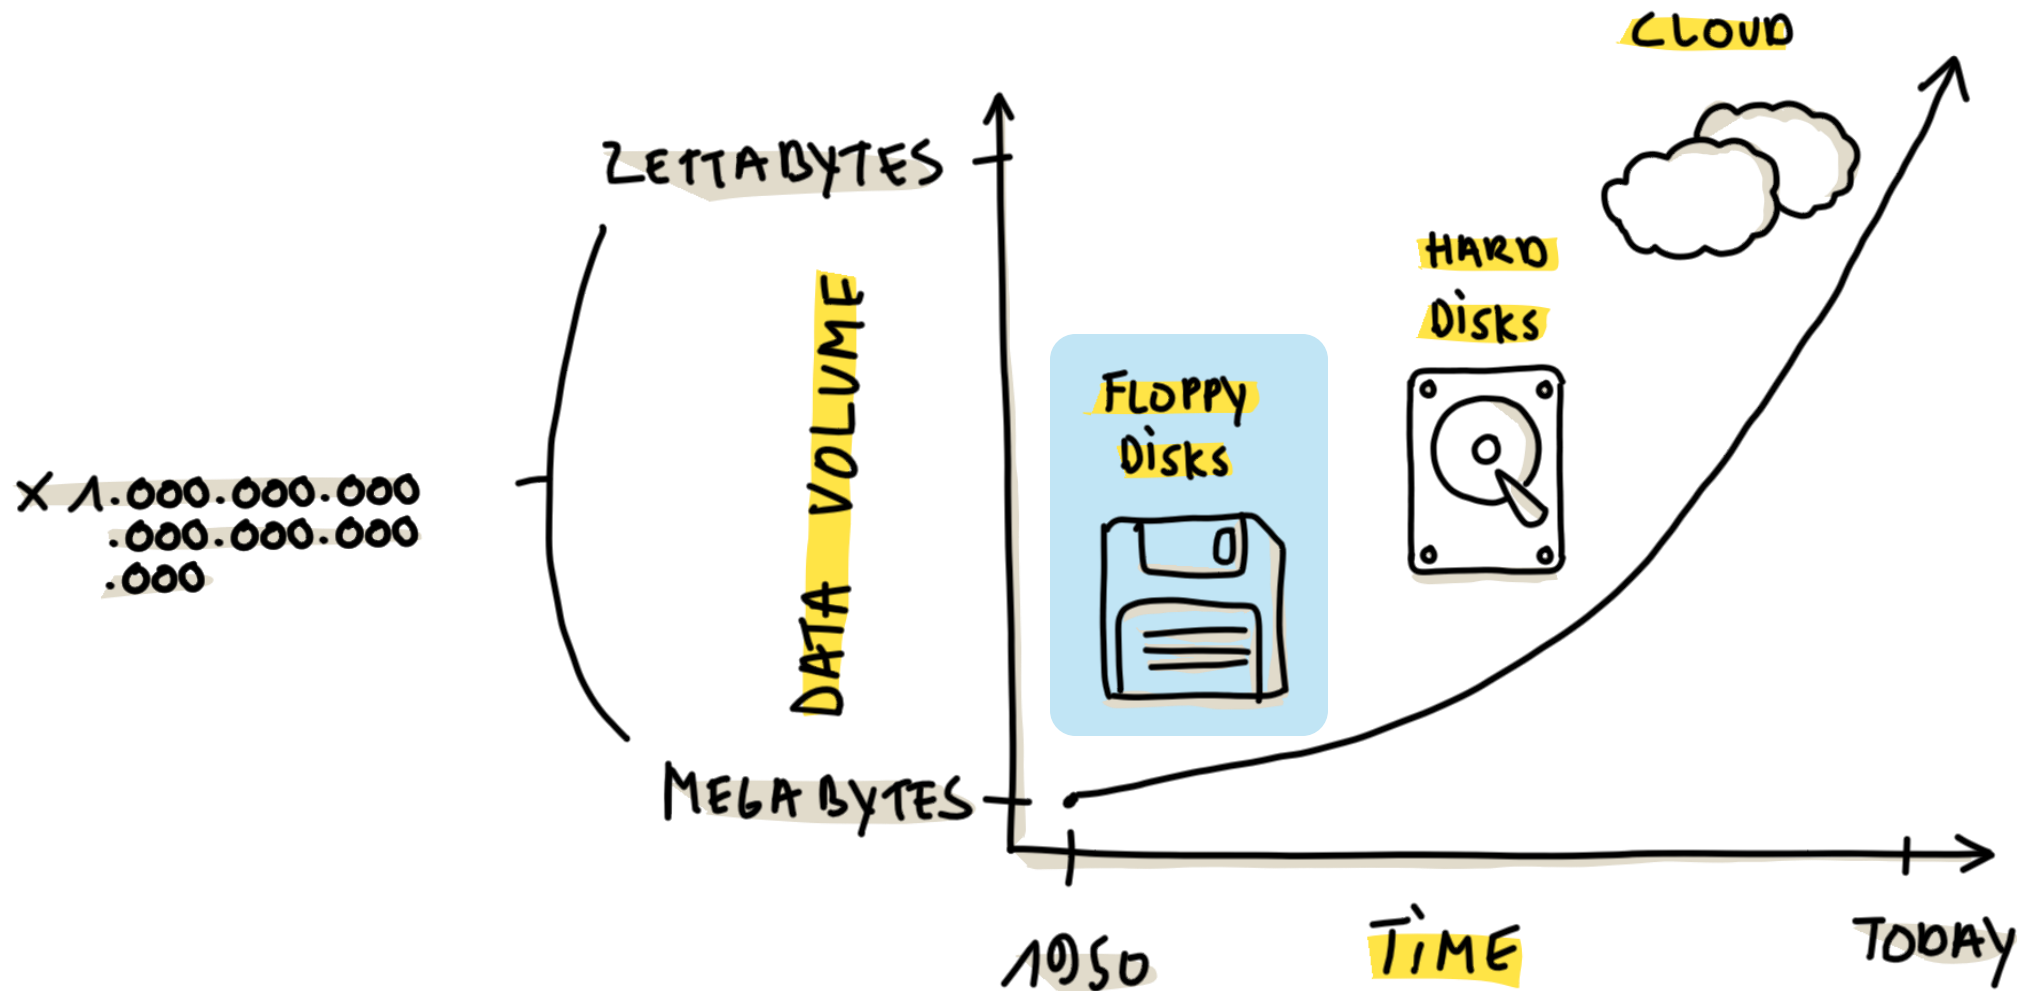 CLOUD
ZETTABYTES
HARD
DISKS
FLOPPY
DISKS
DATA VOLUME
X 1.000.000.000
.000.000.000
.000
MEGABYTES
1950
TIME
TODAY